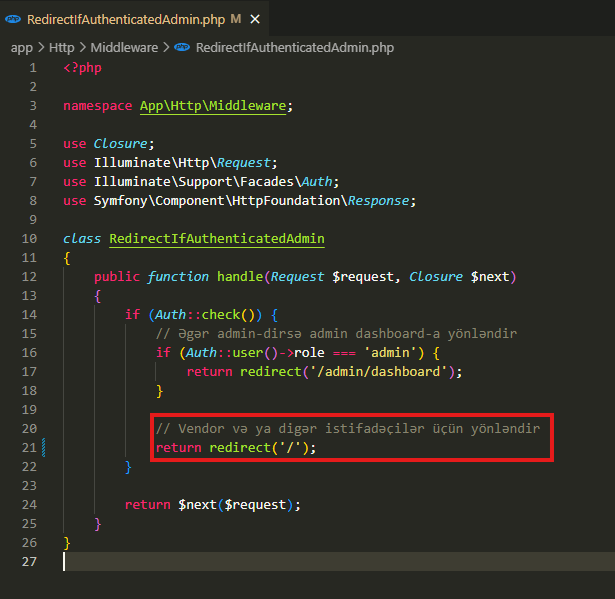 RedirectIfAuthenticatedAdmin.php M ×
app > Http > Middleware > RedirectIfAuthenticatedAdmin.php
1 <?php
2
3 namespace App\Http\Middleware;
4
5 use Closure;
6 use Illuminate\Http\Request;
7 use Illuminate\Support\Facades\Auth;
8 use Symfony\Component\HttpFoundation\Response;
9
10 class RedirectIfAuthenticatedAdmin
11 {
12     public function handle(Request $request, Closure $next)
13     {
14         if (Auth::check()) {
15             // Əgər admin-dirsə admin dashboard-a yönləndir
16             if (Auth::user()->role === 'admin') {
17                 return redirect('/admin/dashboard');
18             }
19
20             // Vendor və ya digər istifadəçilər üçün yönləndir
21             return redirect('/');
22         }
23
24         return $next($request);
25     }
26 }
27